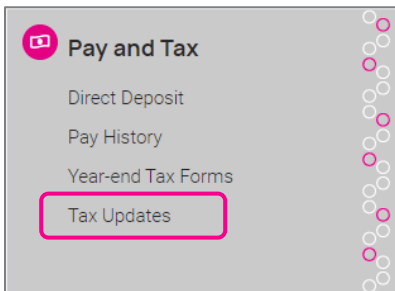 Pay and Tax
Direct Deposit
Pay History
Year-end Tax Forms
Tax Updates